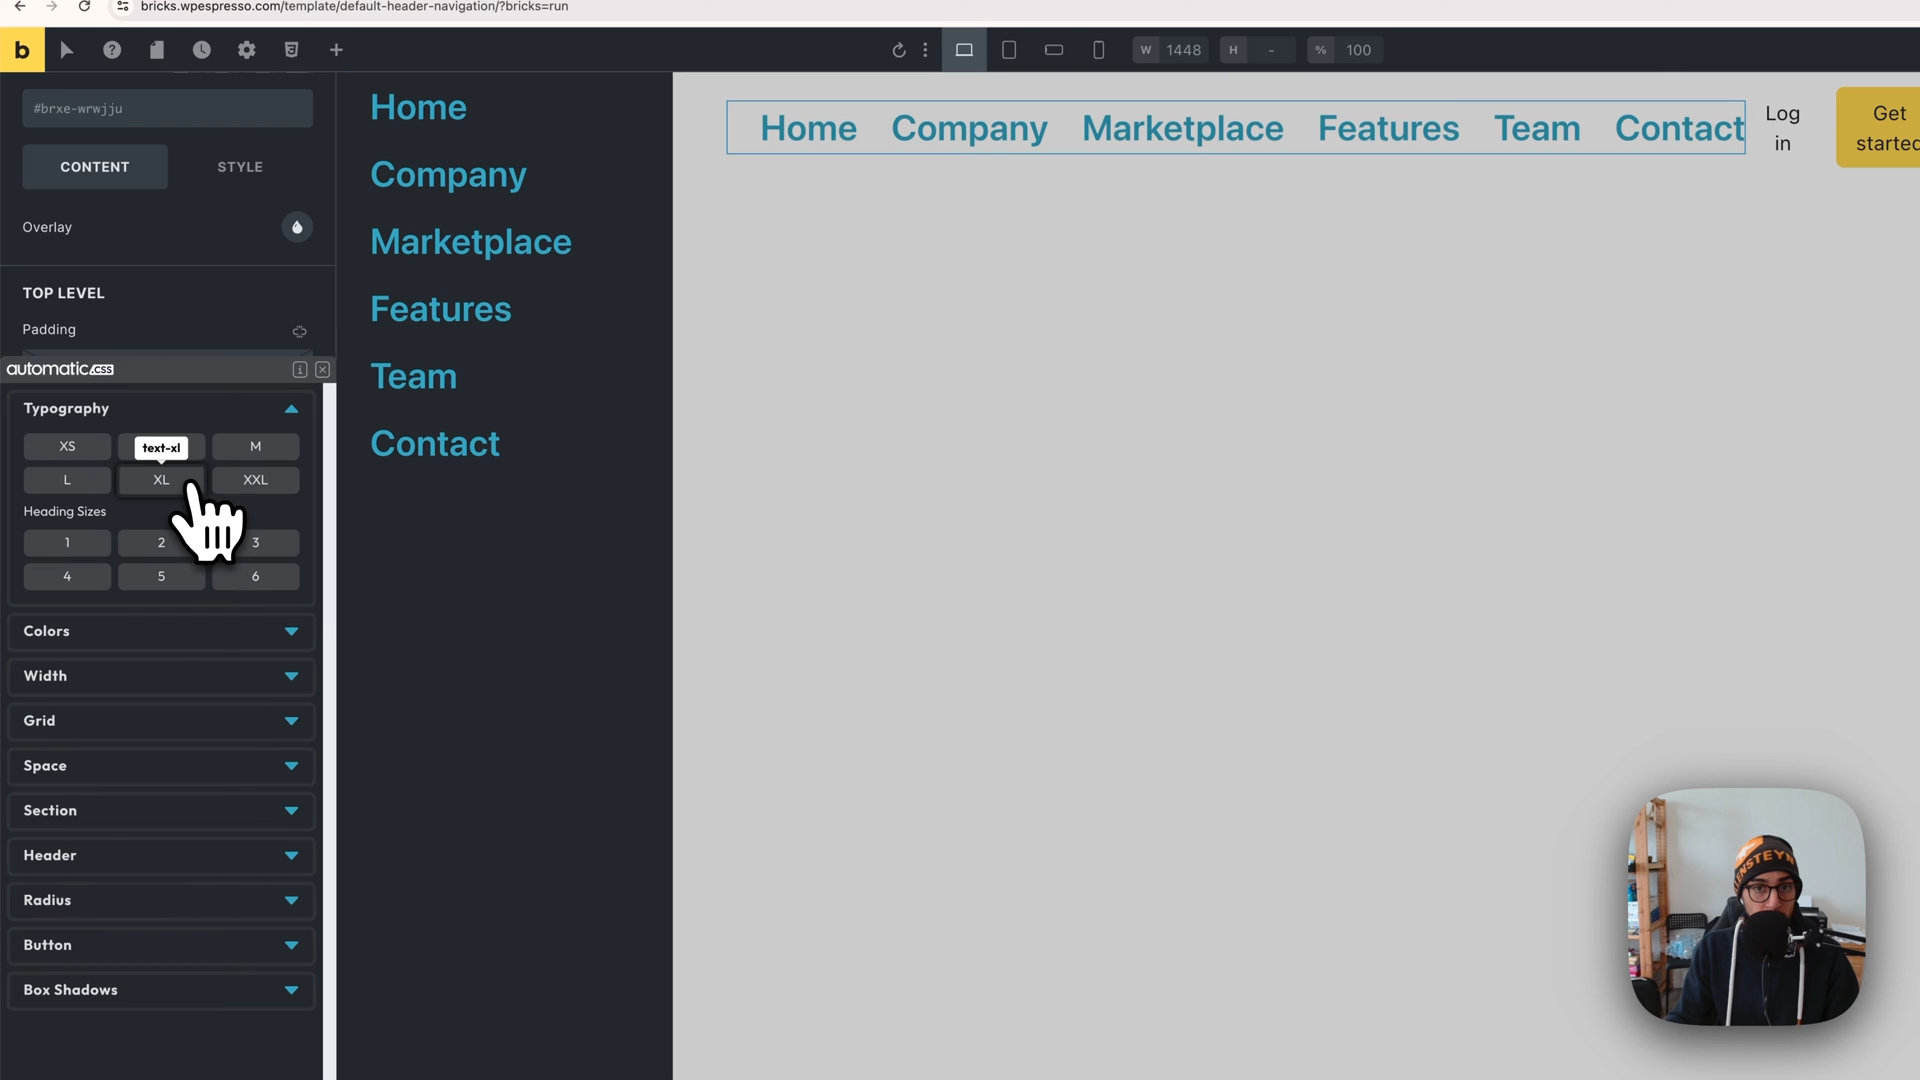 bricks.wpespresso.com/template/default-header-navigation/?bricks=run
b
W 1448 H - % 100
#brxe-wrwjju
CONTENT STYLE
Overlay
TOP LEVEL
Padding
automatic.css
Typography
XS M
text-xl
L XL XXL
Heading Sizes
1 2 3
4 5 6
Colors
Width
Grid
Space
Section
Header
Radius
Button
Box Shadows
Home
Company
Marketplace
Features
Team
Contact
Home Company Marketplace Features Team Contact
Log
in
Get
started